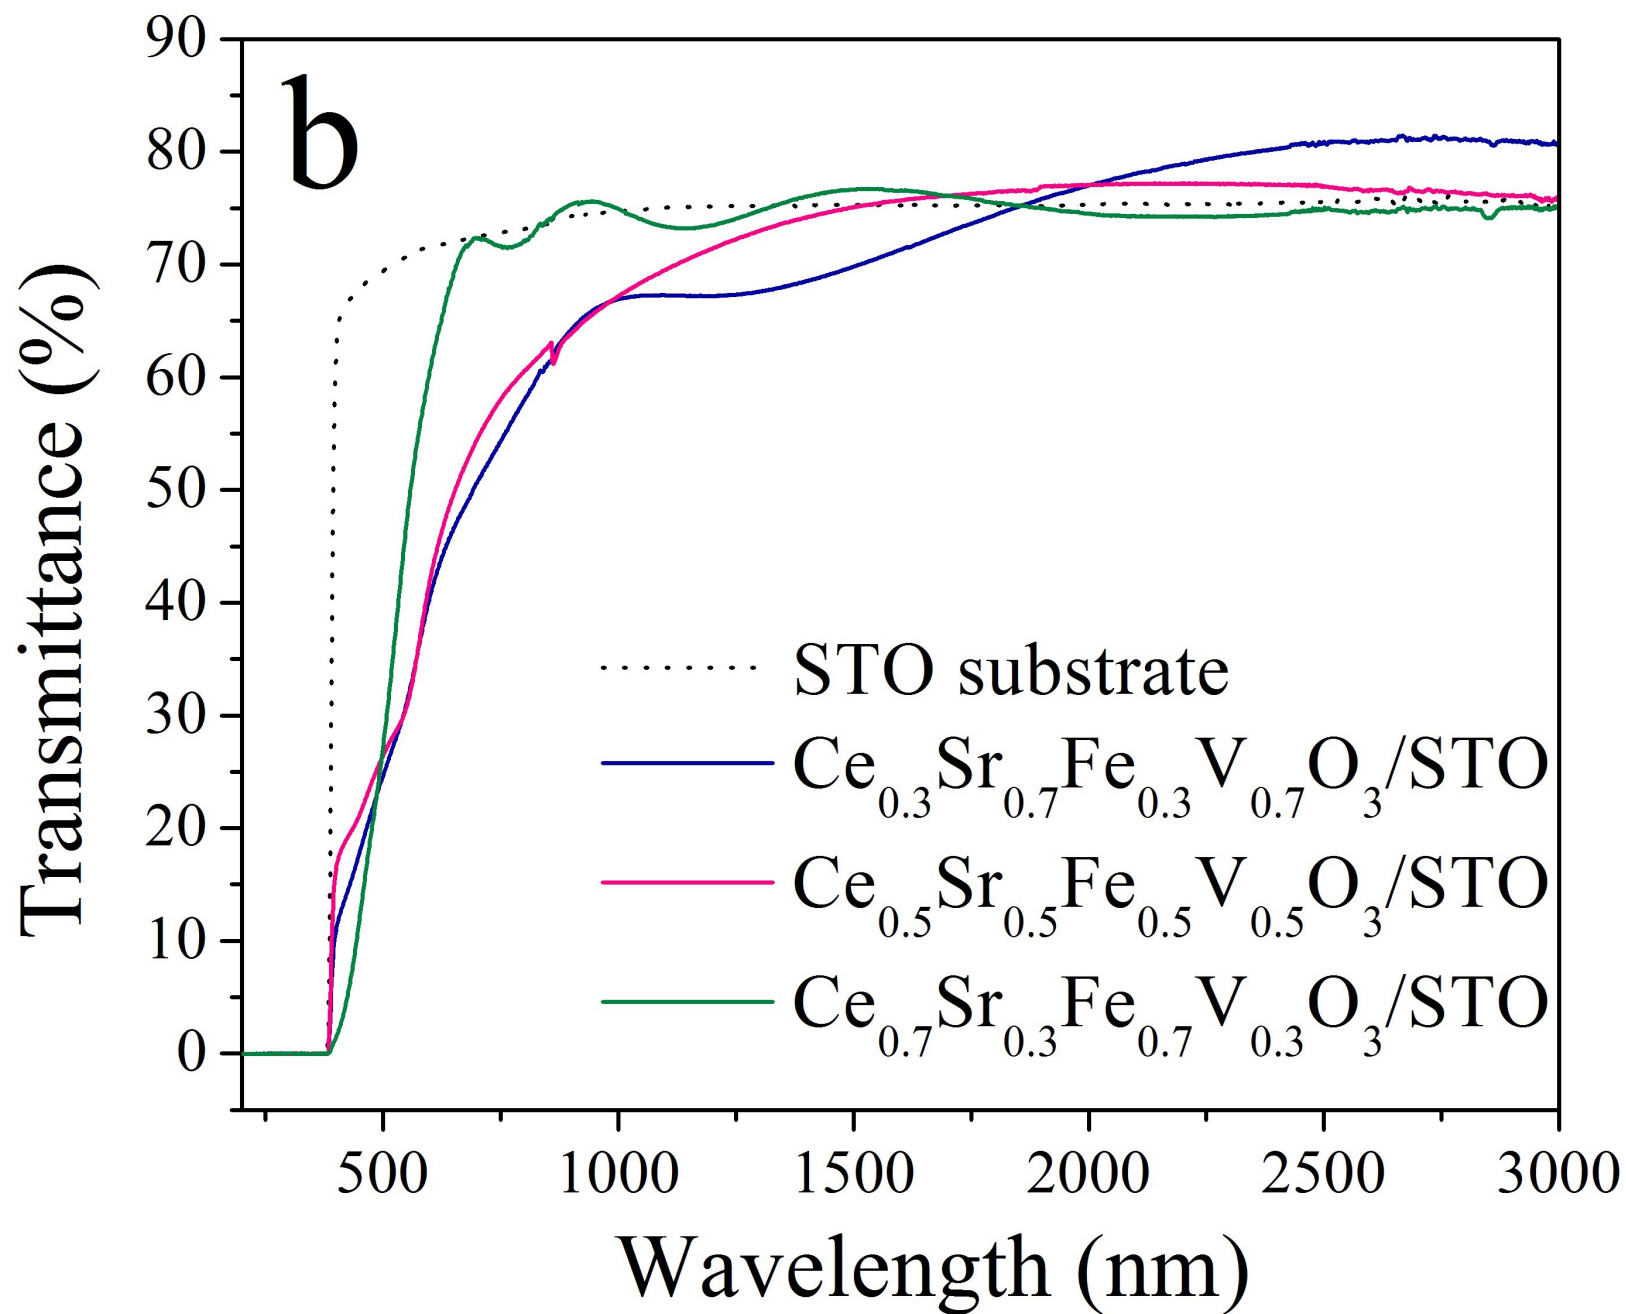 b
90
80
70
60
50
40
30
20
10
0
Transmittance (%)
STO substrate
Ce0.3Sr0.7Fe0.3V0.7O3/STO
Ce0.5Sr0.5Fe0.5V0.5O3/STO
Ce0.7Sr0.3Fe0.7V0.3O3/STO
500 1000 1500 2000 2500 3000
Wavelength (nm)